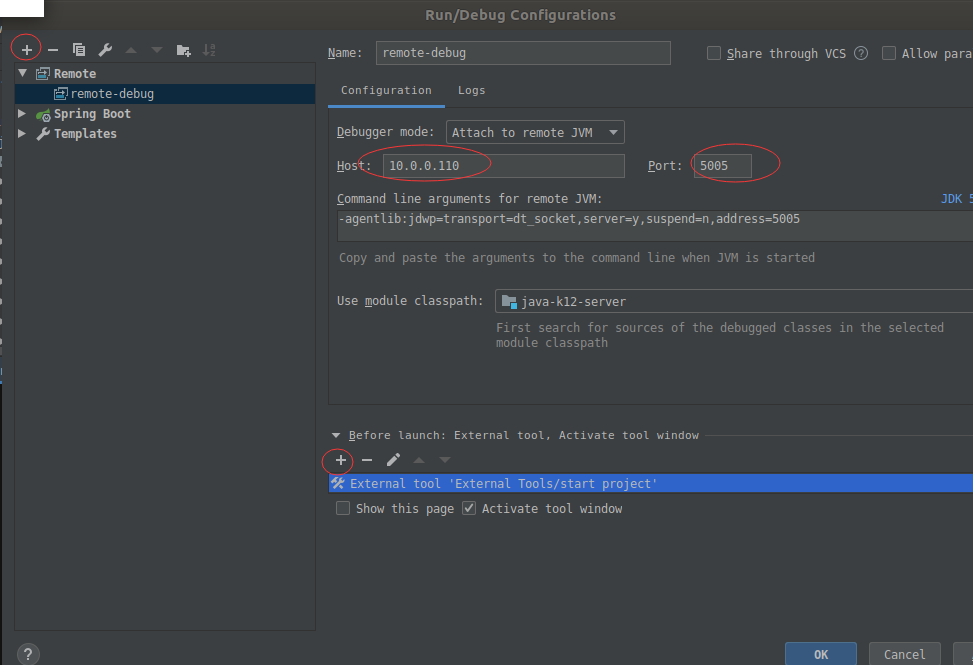 Run/Debug Configurations
Name: remote-debug Share through VCS Allow para
Remote
remote-debug
Spring Boot
Templates
Configuration Logs
Debugger mode: Attach to remote JVM
Host: 10.0.0.110 Port: 5005
Command line arguments for remote JVM: JDK 5
-agentlib:jdwp=transport=dt_socket,server=y,suspend=n,address=5005
Copy and paste the arguments to the command line when JVM is started
Use module classpath: java-k12-server
First search for sources of the debugged classes in the selected
module classpath
Before launch: External tool, Activate tool window
External tool 'External Tools/start project'
Show this page Activate tool window
? OK Cancel